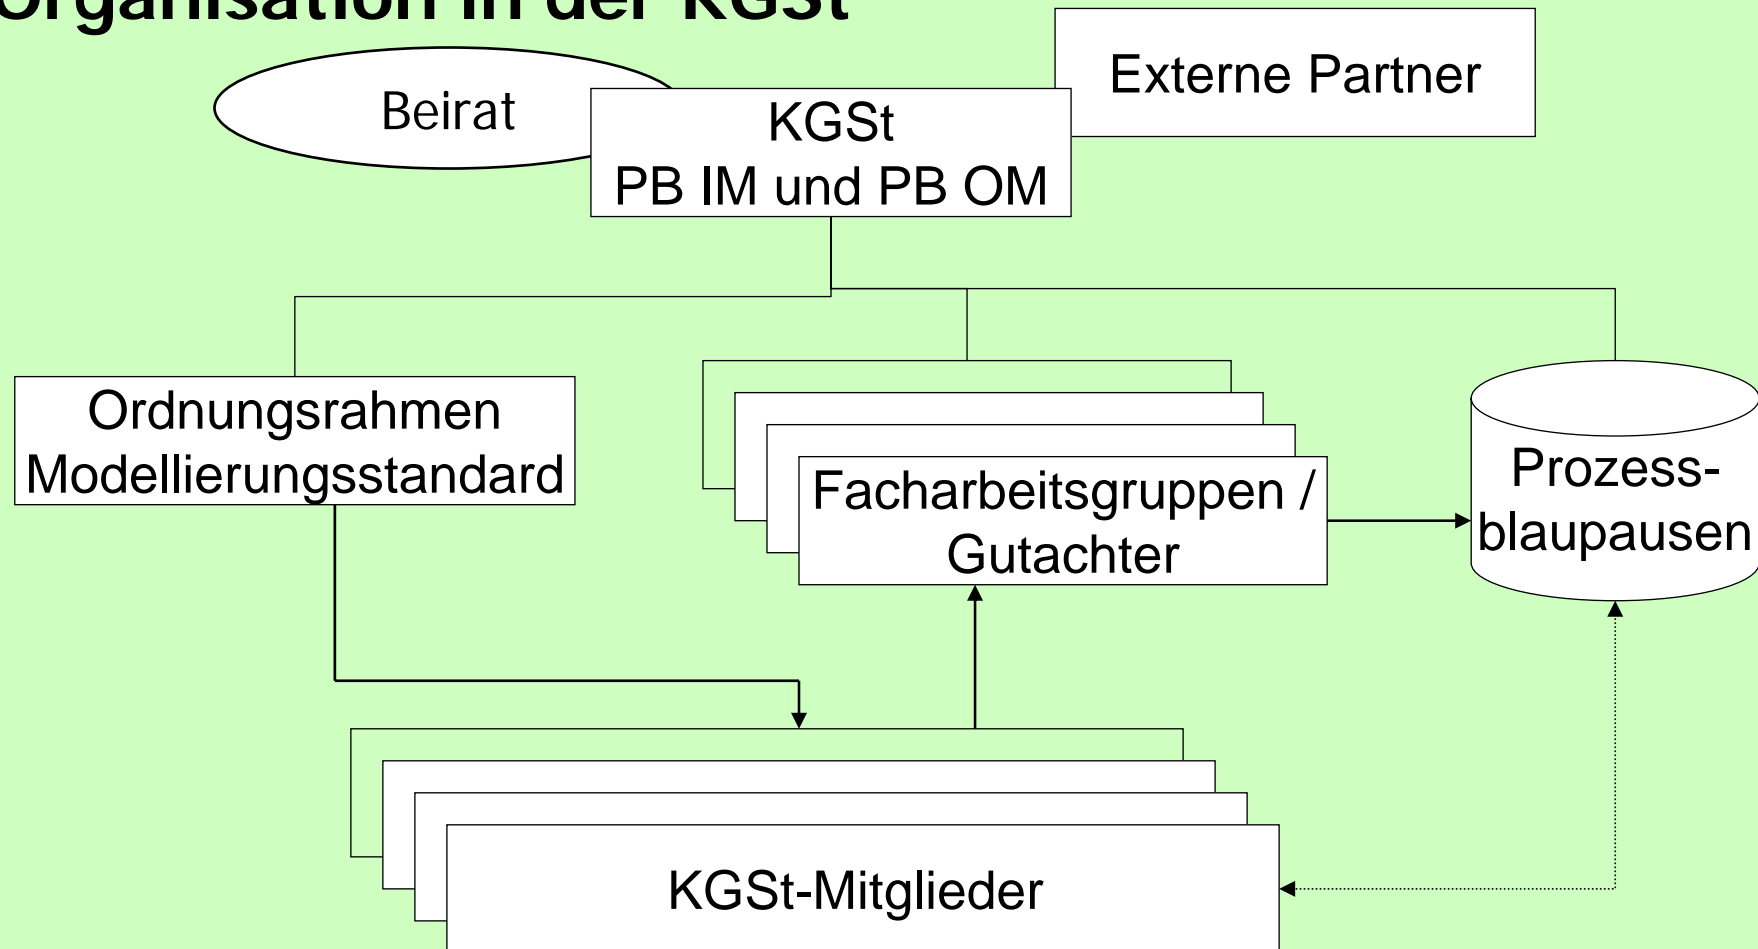 Organisation in der KGSt
Externe Partner
Beirat
KGSt
PB IM und PB OM
Ordnungsrahmen
Modellierungsstandard
Facharbeitsgruppen /
Gutachter
Prozess-
blaupausen
KGSt-Mitglieder